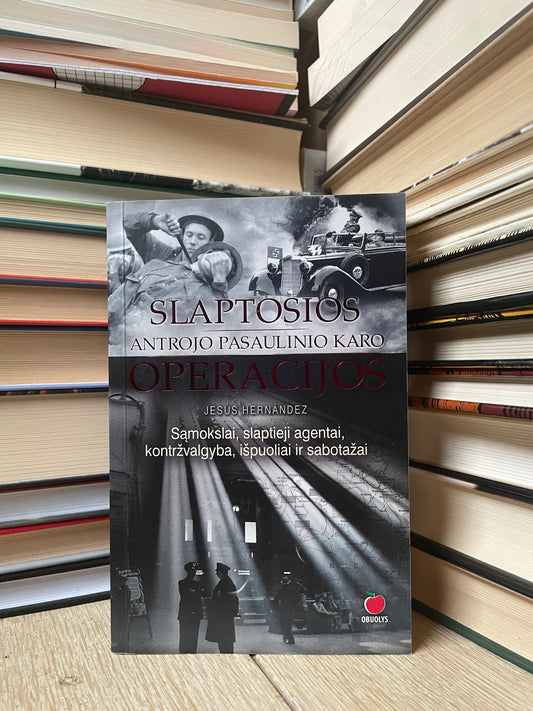 SLAPTOSIOS
ANTROJO PASAULINIO KARO
OPERACIJOS
JESÚS HERNÁNDEZ
Sąmokslai, slaptieji agentai,
kontržvalgyba, išpuoliai ir sabotažai
OBUOLYS